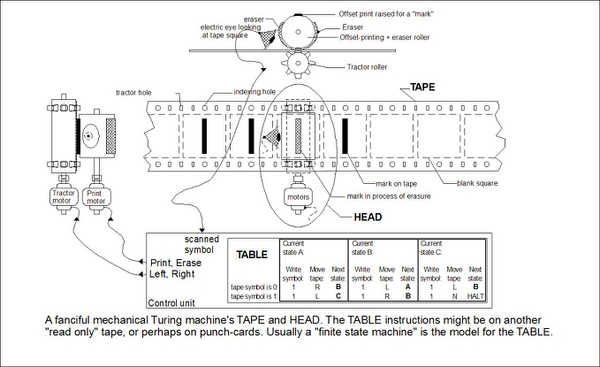 Offset print raised for a "mark"
eraser
electric eye looking
at tape square
Eraser
Offset-printing + eraser roller
Tractor roller
tractor hole
indexing hole
TAPE
mark on tape
blank square
mark in process of erasure
Tractor
motor
Print
motor
motors
HEAD
scanned
symbol
Print, Erase
Left, Right
Control unit
TABLE
Current
state A:
Current
state B:
Current
state C:
Write Move Next Write Move Next Write Move Next
symbol: tape: state: symbol: tape: state: symbol: tape: state:
tape symbol is 0: 1 R B 1 L A 1 L B
tape symbol is 1: 1 L C 1 R B 1 N HALT
A fanciful mechanical Turing machine's TAPE and HEAD. The TABLE instructions might be on another
"read only" tape, or perhaps on punch-cards. Usually a "finite state machine" is the model for the TABLE.